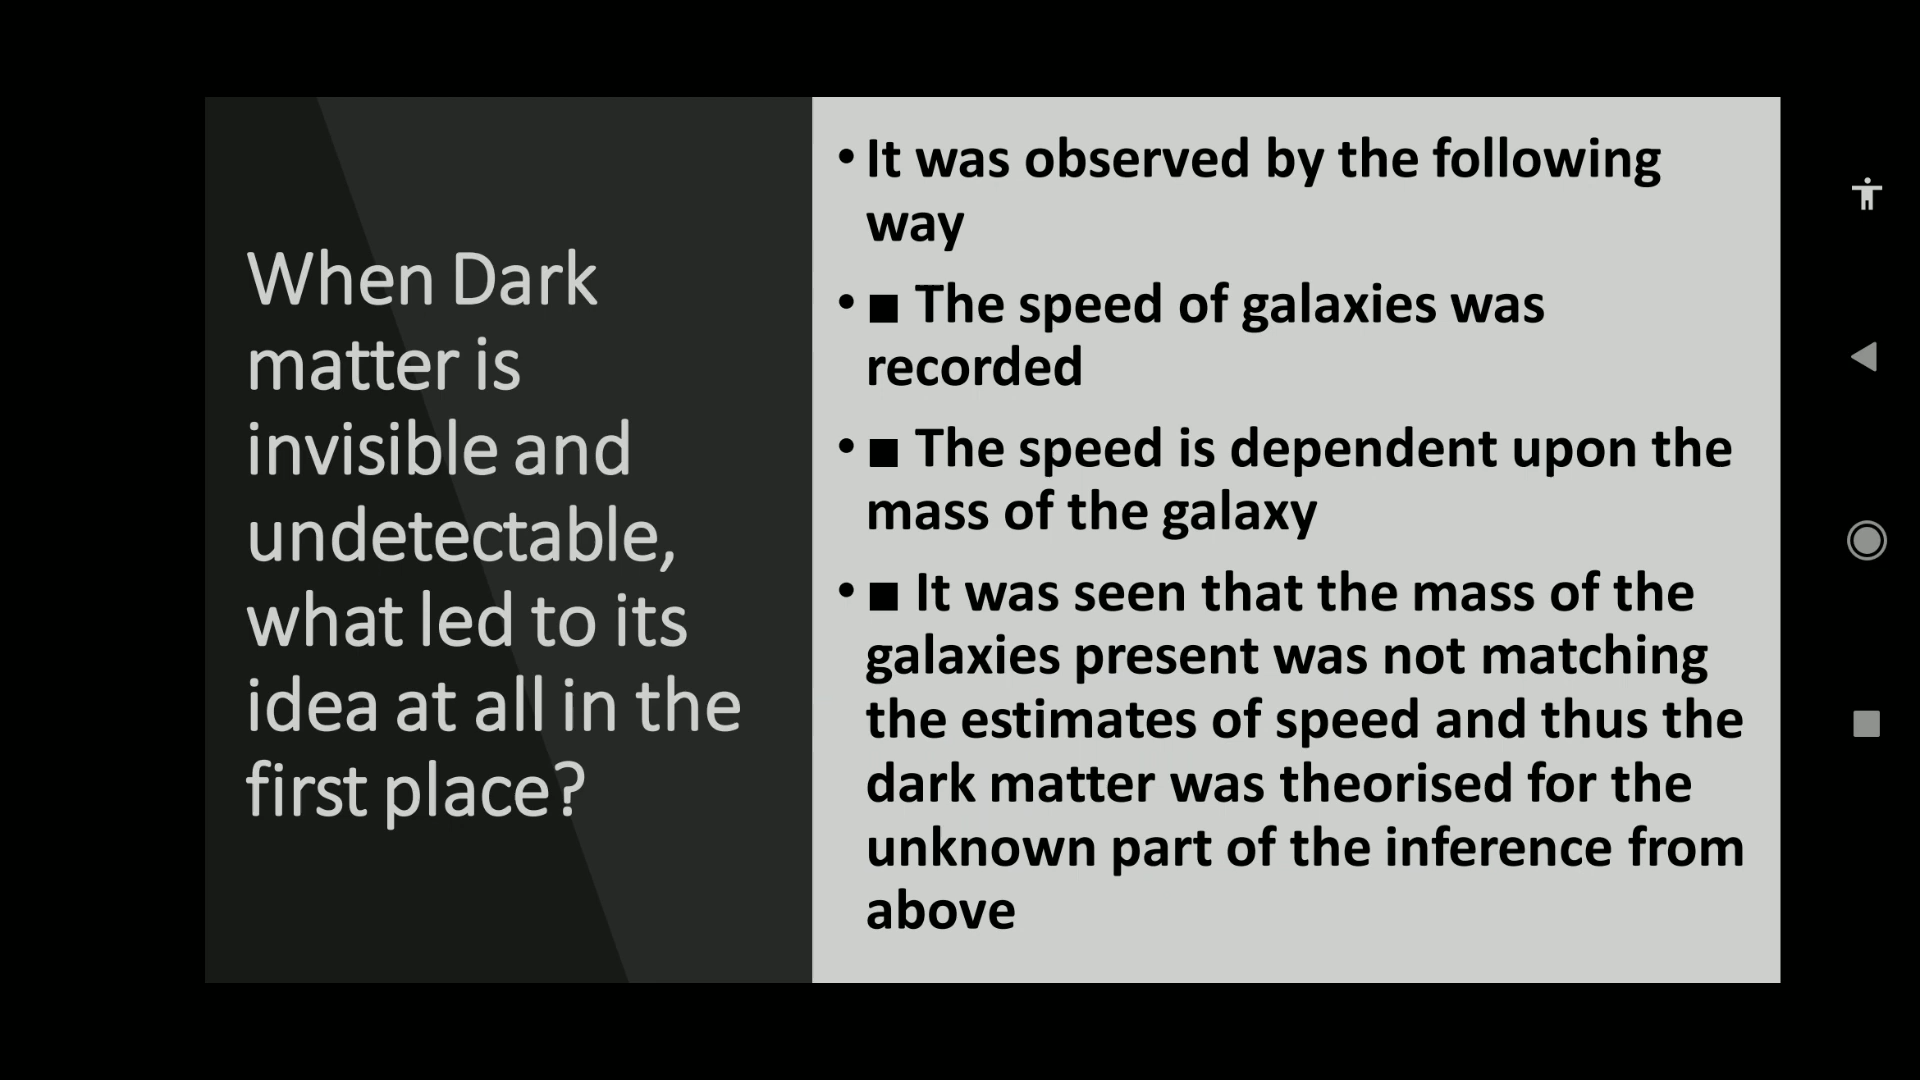 When Dark
matter is
invisible and
undetectable,
what led to its
idea at all in the
first place?
• It was observed by the following
way
• ■ The speed of galaxies was
recorded
• ■ The speed is dependent upon the
mass of the galaxy
• ■ It was seen that the mass of the
galaxies present was not matching
the estimates of speed and thus the
dark matter was theorised for the
unknown part of the inference from
above